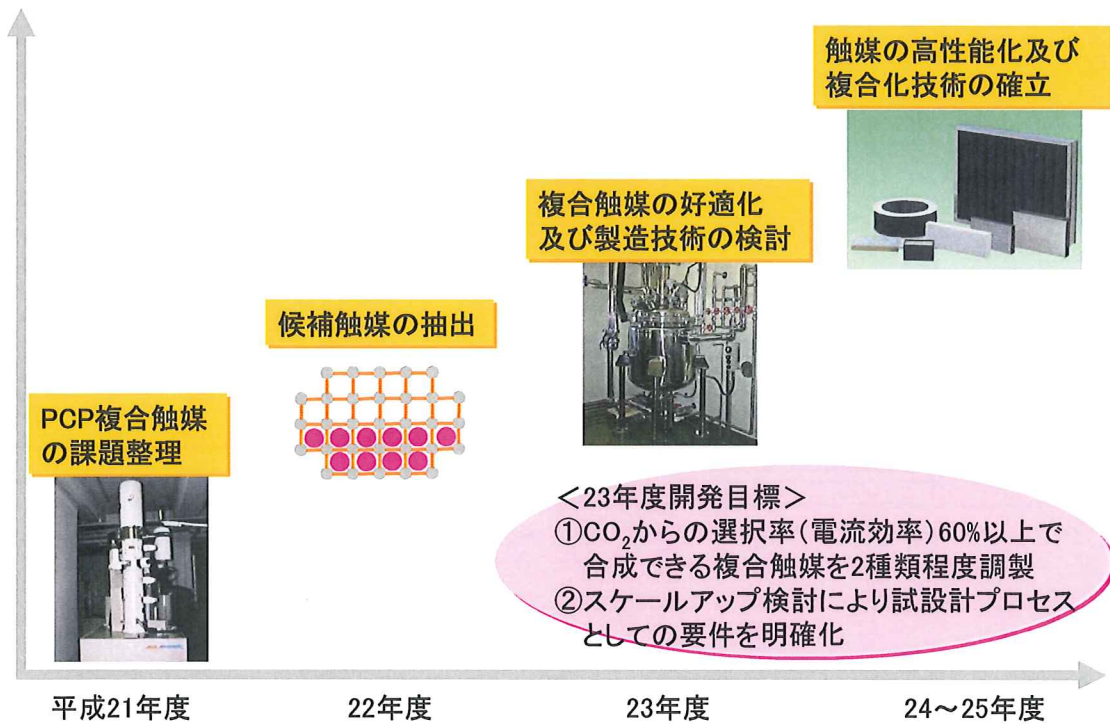 触媒の高性能化及び
複合化技術の確立
複合触媒の好適化
及び製造技術の検討
候補触媒の抽出
PCP複合触媒
の課題整理
<23年度開発目標>
①CO₂からの選択率(電流効率)60%以上で
合成できる複合触媒を2種類程度調製
②スケールアップ検討により試設計プロセス
としての要件を明確化
平成21年度
22年度
23年度
24～25年度